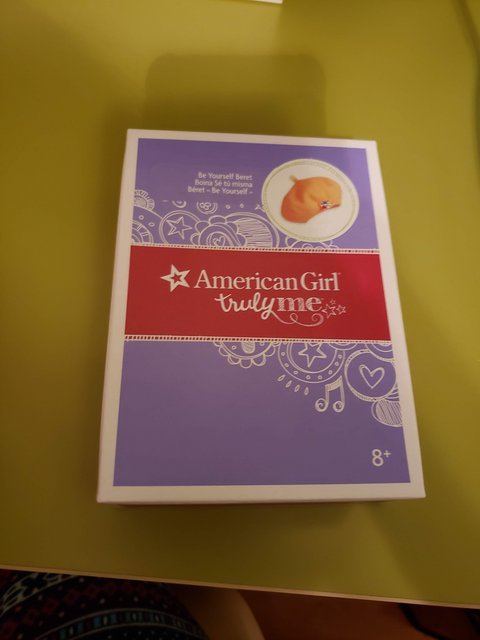 Be Yourself Beret
Boina Sé tú misma
Béret – Be Yourself –
American Girl
truly me
8+